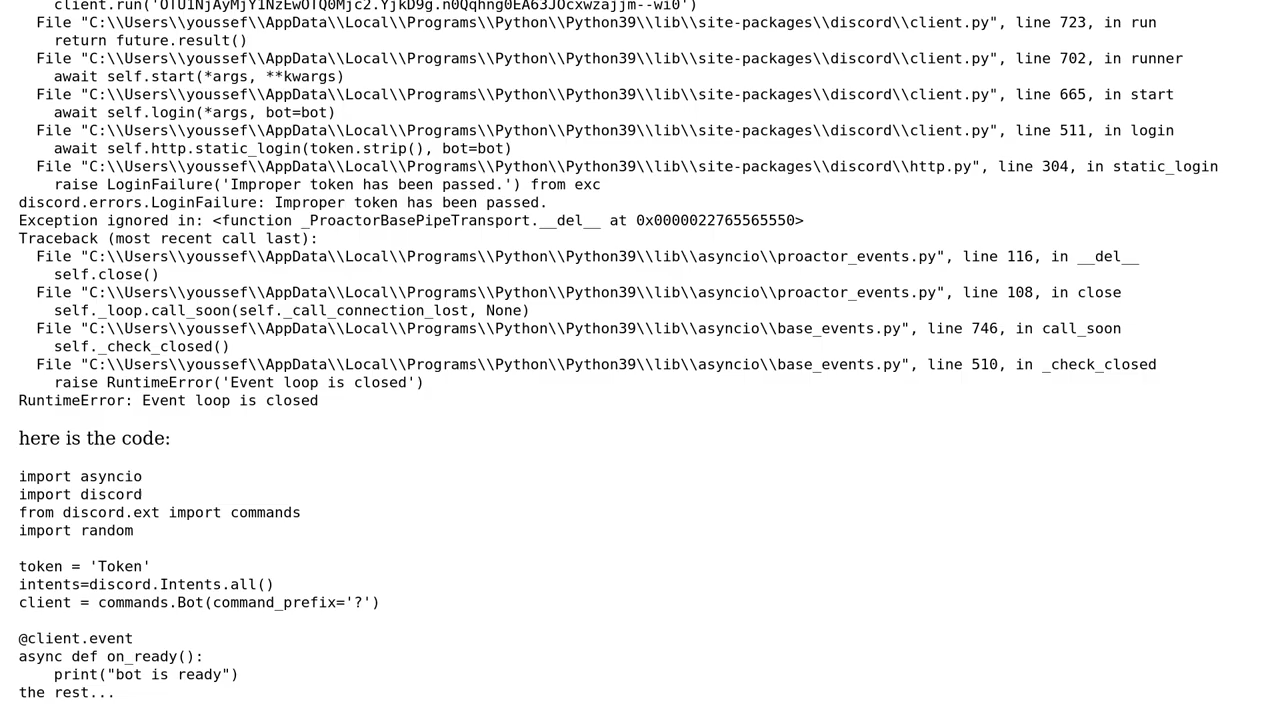 client.run('
File "C:\\Users\\youssef\\AppData\\Local\\Programs\\Python\\Python39\\lib\\site-packages\\discord\\client.py", line 723, in run
return future.result()
File "C:\\Users\\youssef\\AppData\\Local\\Programs\\Python\\Python39\\lib\\site-packages\\discord\\client.py", line 702, in runner
await self.start(*args, **kwargs)
File "C:\\Users\\youssef\\AppData\\Local\\Programs\\Python\\Python39\\lib\\site-packages\\discord\\client.py", line 665, in start
await self.login(*args, bot=bot)
File "C:\\Users\\youssef\\AppData\\Local\\Programs\\Python\\Python39\\lib\\site-packages\\discord\\client.py", line 511, in login
await self.http.static_login(token.strip(), bot=bot)
File "C:\\Users\\youssef\\AppData\\Local\\Programs\\Python\\Python39\\lib\\site-packages\\discord\\http.py", line 304, in static_login
raise LoginFailure('Improper token has been passed.') from exc
discord.errors.LoginFailure: Improper token has been passed.
Exception ignored in: <function _ProactorBasePipeTransport.__del__ at 0x0000022765565550>
Traceback (most recent call last):
File "C:\\Users\\youssef\\AppData\\Local\\Programs\\Python\\Python39\\lib\\asyncio\\proactor_events.py", line 116, in __del__
self.close()
File "C:\\Users\\youssef\\AppData\\Local\\Programs\\Python\\Python39\\lib\\asyncio\\proactor_events.py", line 108, in close
self._loop.call_soon(self._call_connection_lost, None)
File "C:\\Users\\youssef\\AppData\\Local\\Programs\\Python\\Python39\\lib\\asyncio\\base_events.py", line 746, in call_soon
self._check_closed()
File "C:\\Users\\youssef\\AppData\\Local\\Programs\\Python\\Python39\\lib\\asyncio\\base_events.py", line 510, in _check_closed
raise RuntimeError('Event loop is closed')
RuntimeError: Event loop is closed
here is the code:
import asyncio
import discord
from discord.ext import commands
import random
token = 'Token'
intents=discord.Intents.all()
client = commands.Bot(command_prefix='?')
@client.event
async def on_ready():
print("bot is ready")
the rest...